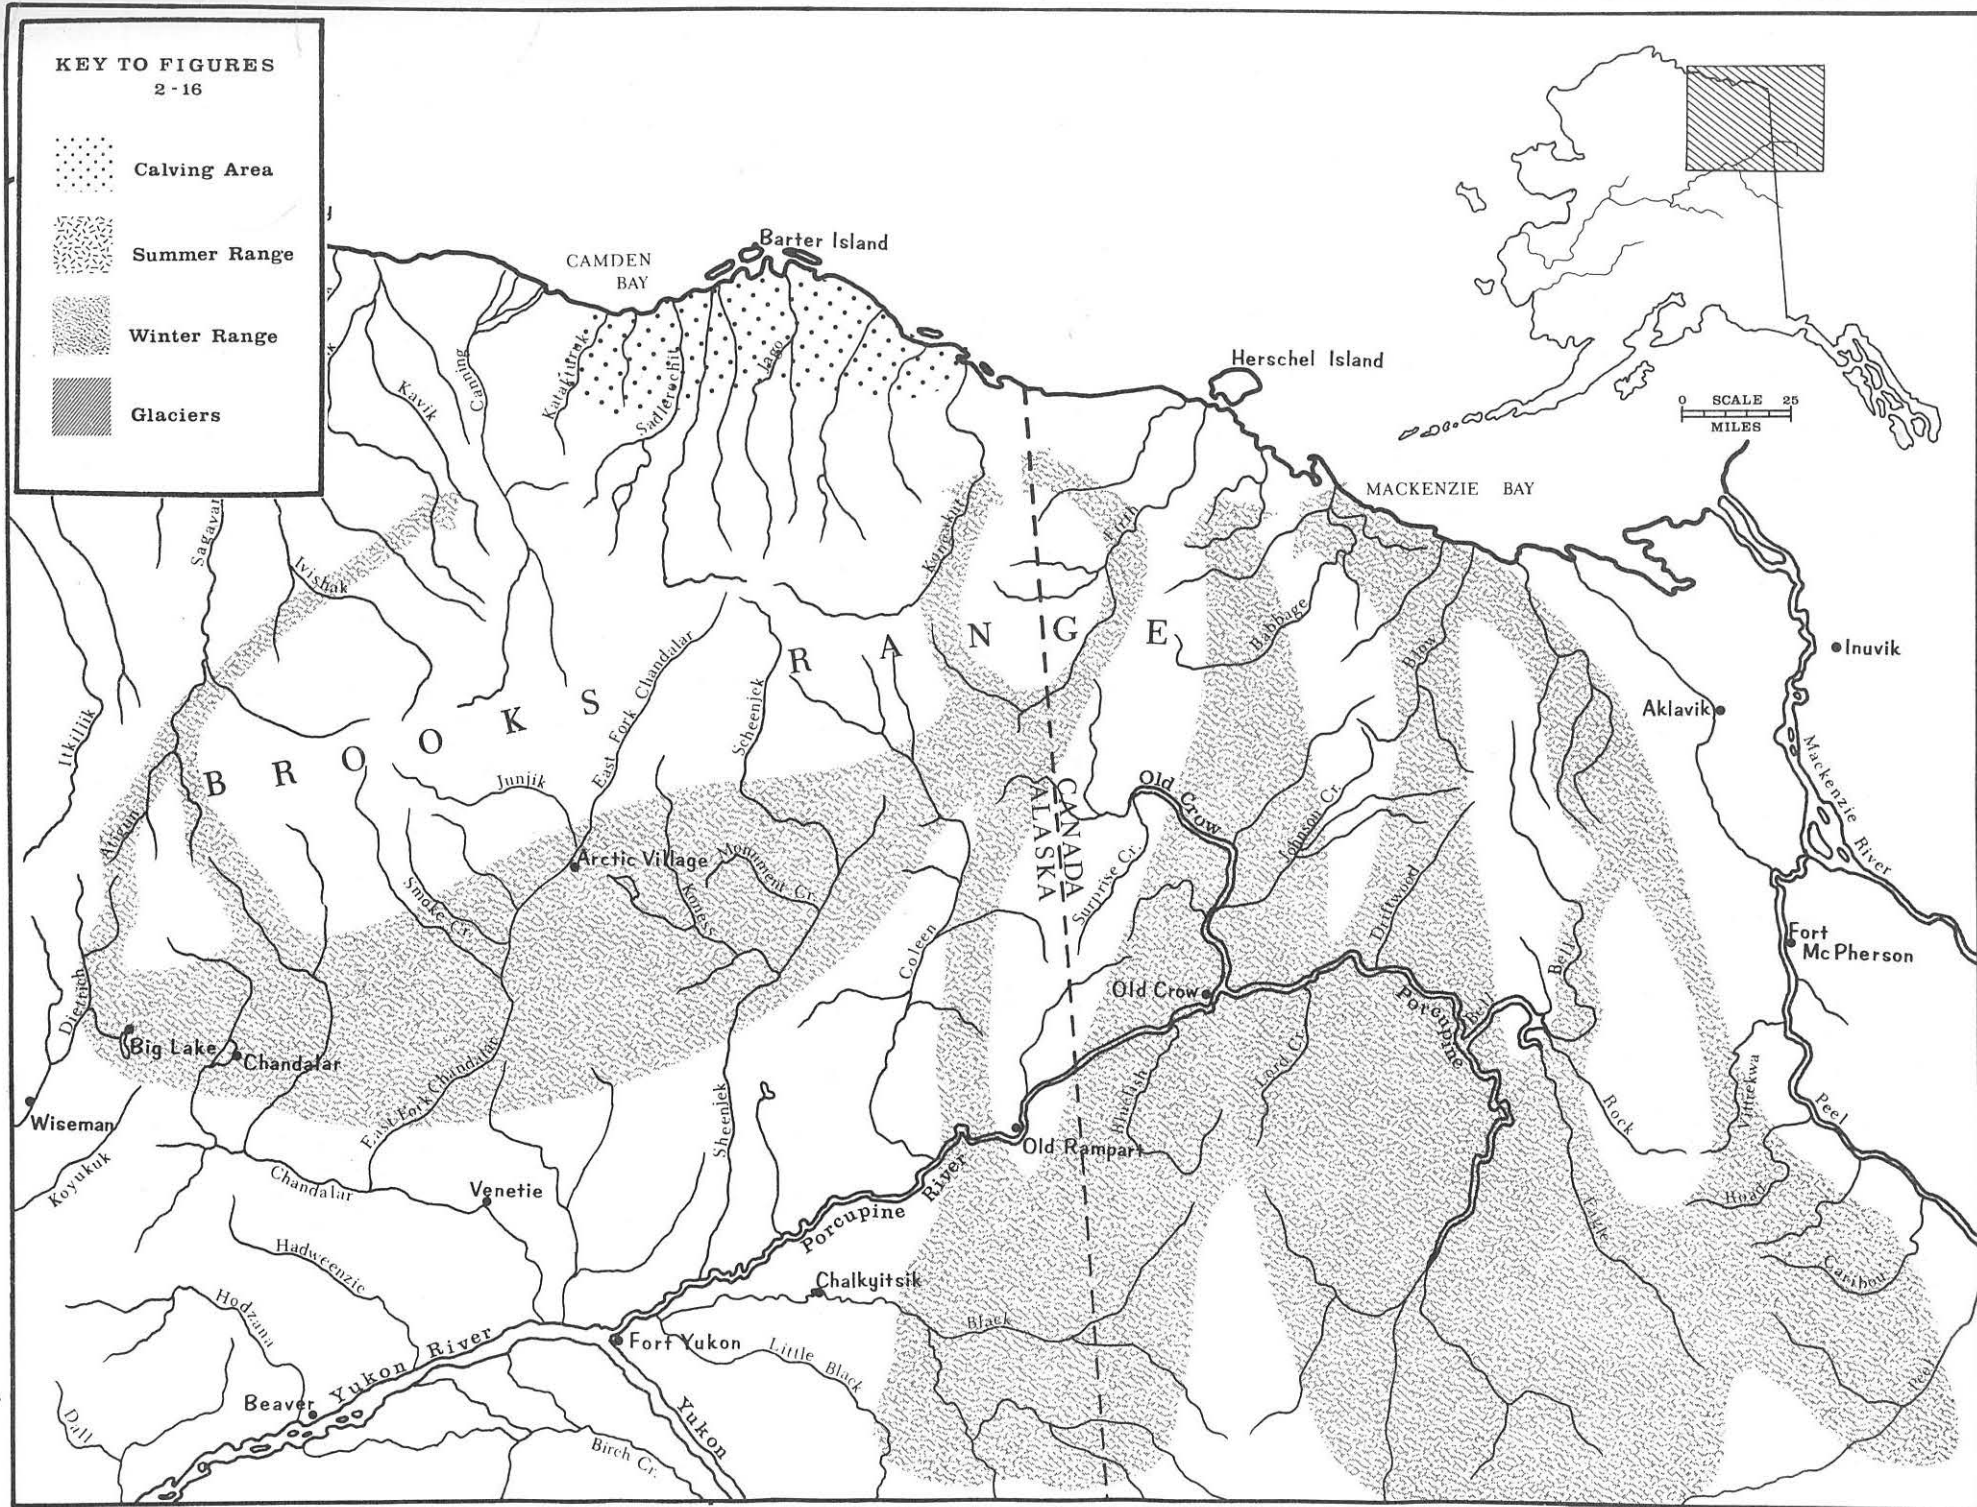 KEY TO FIGURES
2 - 16
Calving Area
Summer Range
Winter Range
Glaciers
CAMDEN
BAY
Barter Island
Herschel Island
0 SCALE 25
MILES
MACKENZIE BAY
Kavik
Canning
Katakturuk
Sadlerochit
Jago
Kongakut
Firth
Ivishak
Itkillik
Babbage
Blow
Inuvik
Aklavik
BROOKS RANGE
East Fork Chandalar
Scheenjek
Junjik
Old Crow
CANADA
ALASKA
Johnson Cr.
Mackenzie River
Atigun
Arctic Village
Monument Cr.
Surprise Cr.
Smoke Cr.
Koness
Driftwood
Coleen
Bell
Fort
McPherson
Dietrich
Old Crow
Porcupine
Bell
Big Lake
Chandalar
East Fork Chandalar
Lord Cr.
Bluefish
Sheenjek
Wiseman
Old Rampart
Rock
Vittrekwa
Peel
Koyukuk
Chandalar
Venetie
Porcupine River
Hoad
Eagle
Hadweenzie
Caribou
Hodzana
Chalkyitsik
Black
Yukon River
Fort Yukon
Little Black
Beaver
Yukon
Peel
Dall
Birch Cr.